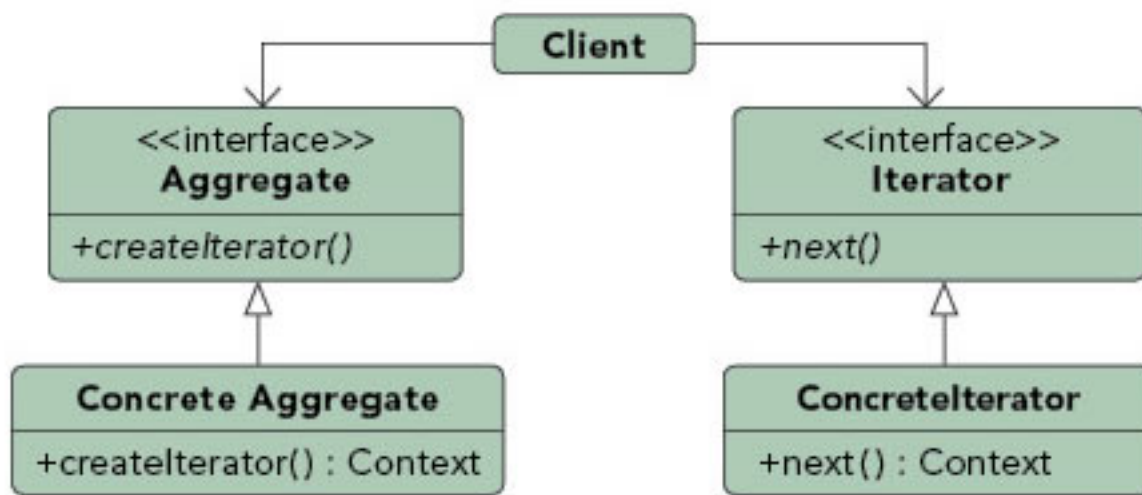 Client
<<interface>>
Aggregate
+createIterator()
<<interface>>
Iterator
+next()
Concrete Aggregate
+createIterator() : Context
ConcreteIterator
+next() : Context